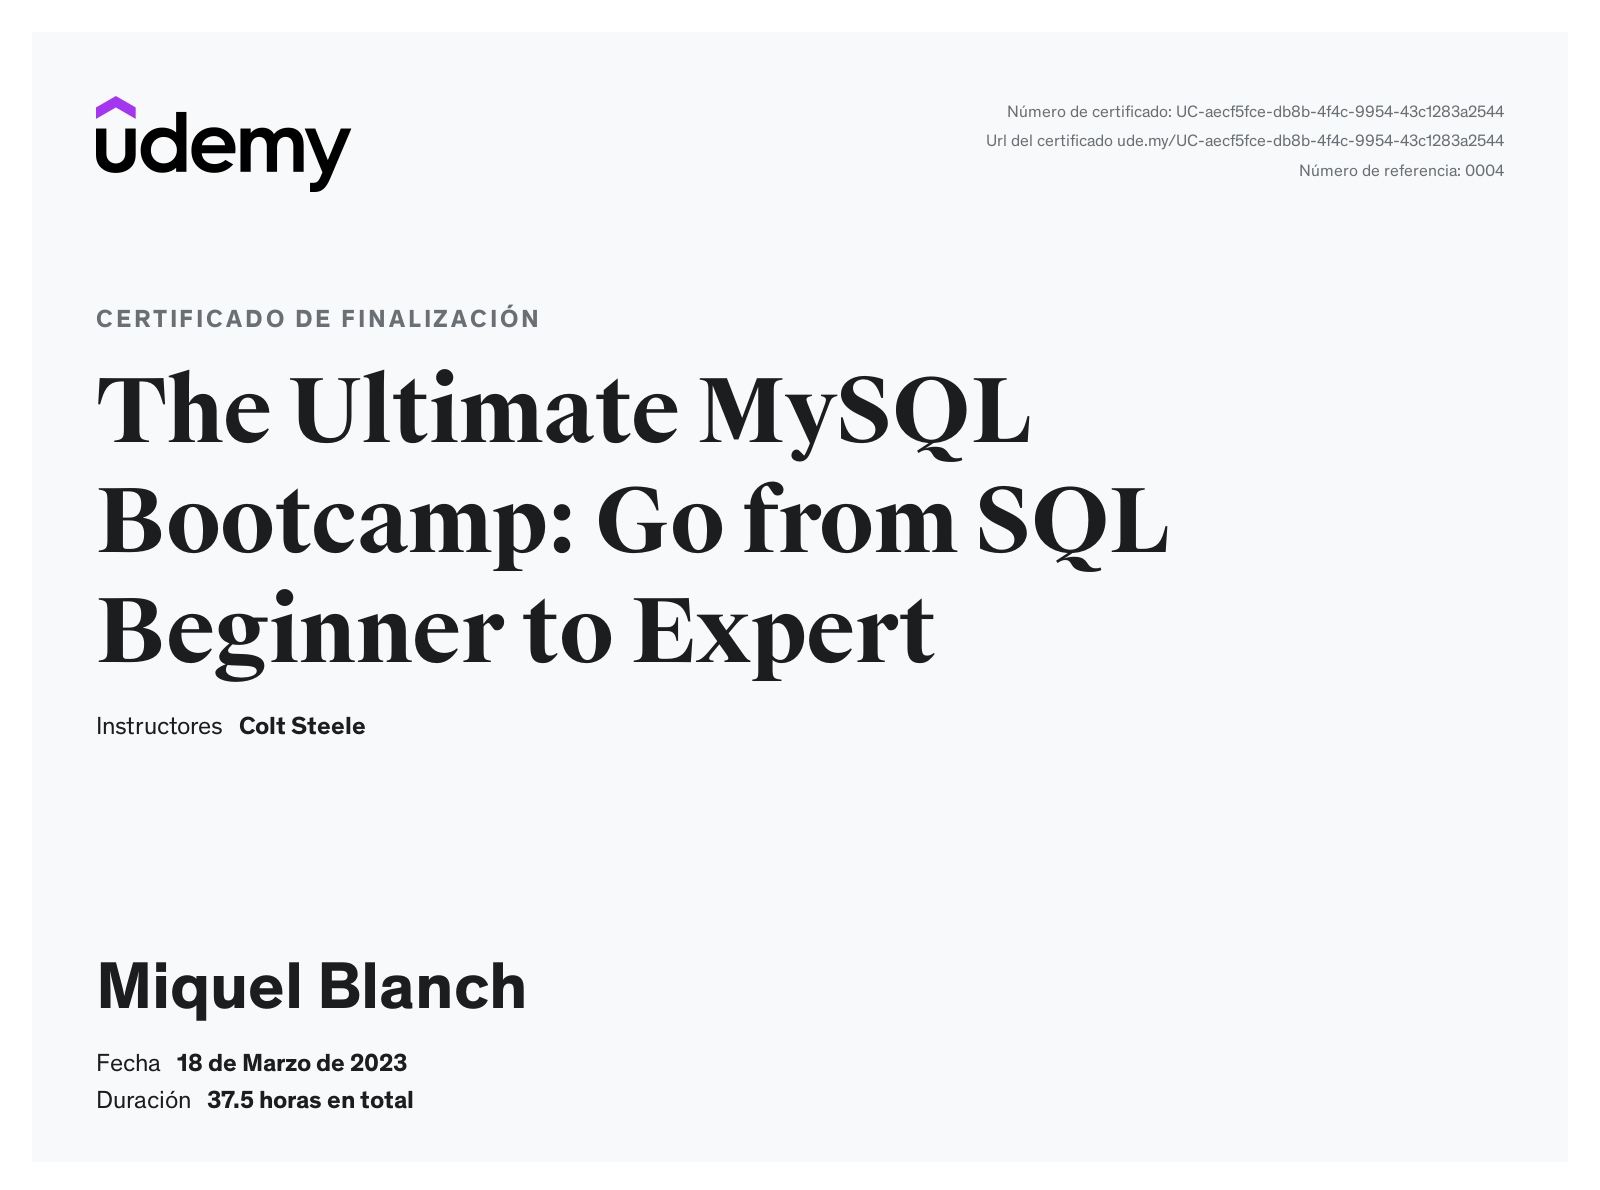 udemy
Número de certificado: UC-aecf5fce-db8b-4f4c-9954-43c1283a2544
Url del certificado ude.my/UC-aecf5fce-db8b-4f4c-9954-43c1283a2544
Número de referencia: 0004
CERTIFICADO DE FINALIZACIÓN
The Ultimate MySQL
Bootcamp: Go from SQL
Beginner to Expert
Instructores Colt Steele
Miquel Blanch
Fecha 18 de Marzo de 2023
Duración 37.5 horas en total